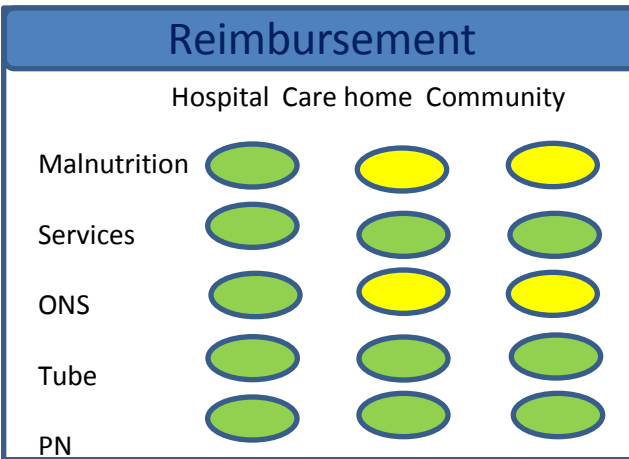 Reimbursement
Hospital Care home Community
Malnutrition
Services
ONS
Tube
PN